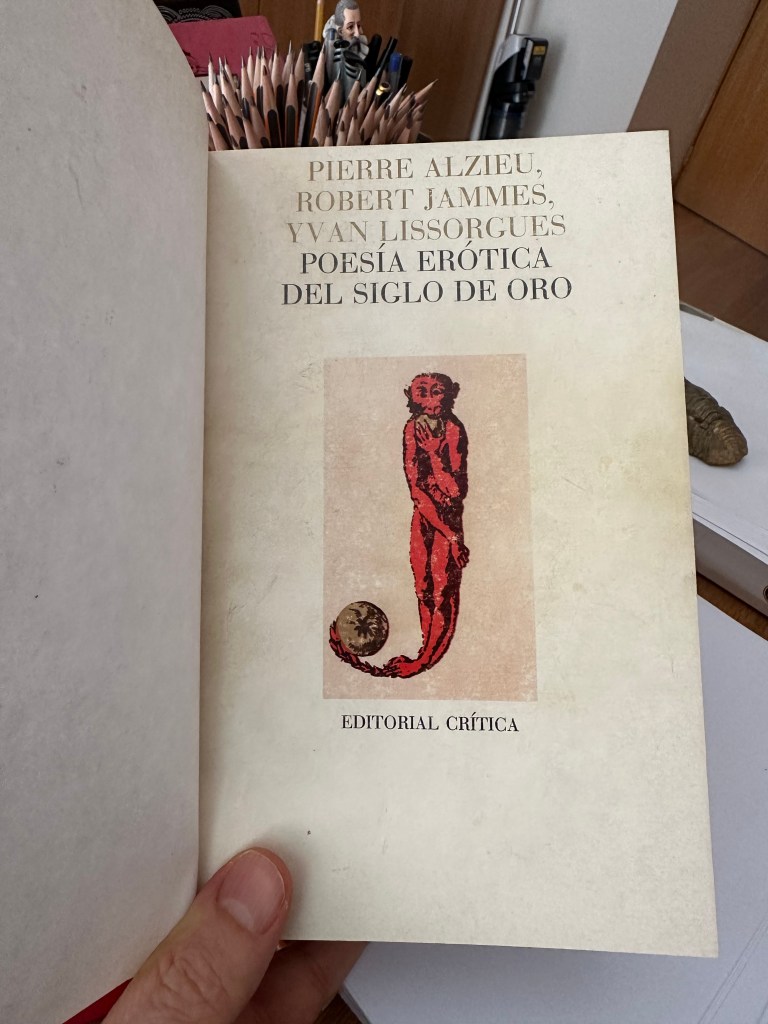 PIERRE ALZIEU,
ROBERT JAMMES,
YVAN LISSORGUES
POESÍA ERÓTICA
DEL SIGLO DE ORO
EDITORIAL CRÍTICA